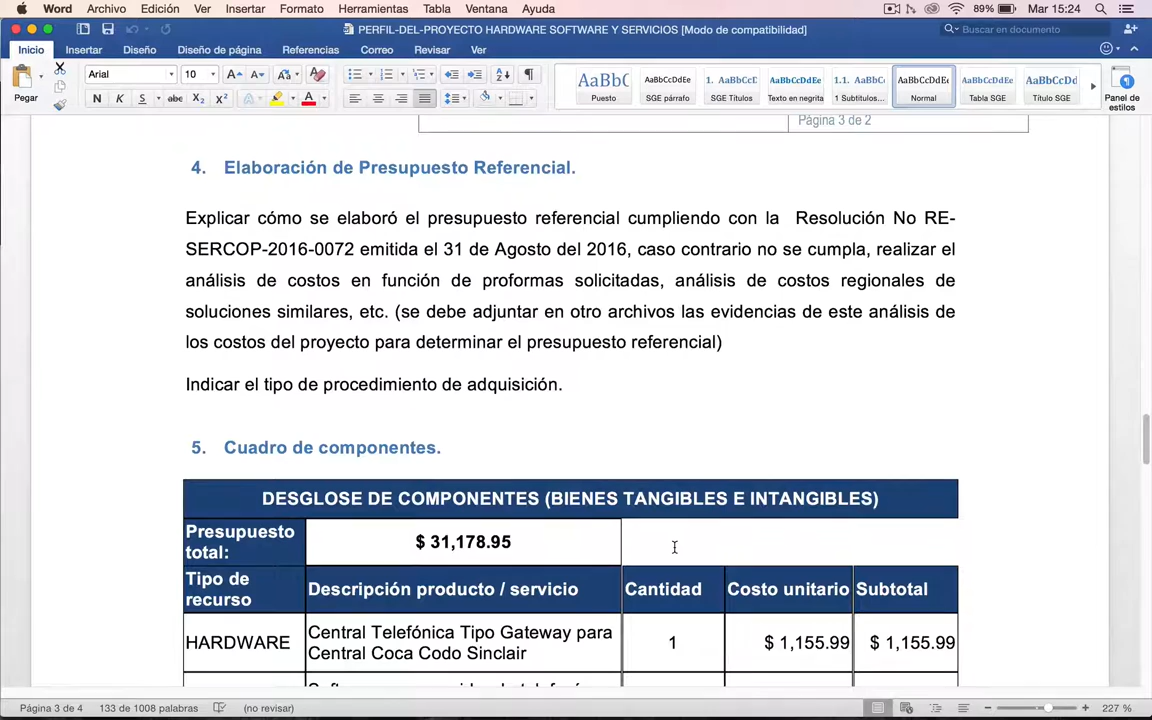 Word Archivo Edición Ver Insertar Formato Herramientas Tabla Ventana Ayuda 89% Mar 15:24
PERFIL-DEL-PROYECTO HARDWARE SOFTWARE Y SERVICIOS [Modo de compatibilidad] Buscar en documento
Inicio Insertar Diseño Diseño de página Referencias Correo Revisar Ver
Pegar Arial 10 N K S abc X₂ X² A
AaBbC AaBbCcDdEe 1. AaBbCcE AaBbCcDdEe 1.1. AaBbC AaBbCcDdEe AaBbCcDdEe AaBbCcDd
Puesto SGE párrafo SGE Títulos Texto en negrita 1 Subtitulos... Normal Tabla SGE Título SGE Panel de estilos
Página 3 de 2
4. Elaboración de Presupuesto Referencial.
Explicar cómo se elaboró el presupuesto referencial cumpliendo con la Resolución No RE-
SERCOP-2016-0072 emitida el 31 de Agosto del 2016, caso contrario no se cumpla, realizar el
análisis de costos en función de proformas solicitadas, análisis de costos regionales de
soluciones similares, etc. (se debe adjuntar en otro archivos las evidencias de este análisis de
los costos del proyecto para determinar el presupuesto referencial)
Indicar el tipo de procedimiento de adquisición.
5. Cuadro de componentes.
DESGLOSE DE COMPONENTES (BIENES TANGIBLES E INTANGIBLES)
Presupuesto total: $ 31,178.95
Tipo de recurso Descripción producto / servicio Cantidad Costo unitario Subtotal
HARDWARE Central Telefónica Tipo Gateway para Central Coca Codo Sinclair 1 $ 1,155.99 $ 1,155.99
Página 3 de 4 133 de 1008 palabras (no revisar) 227 %